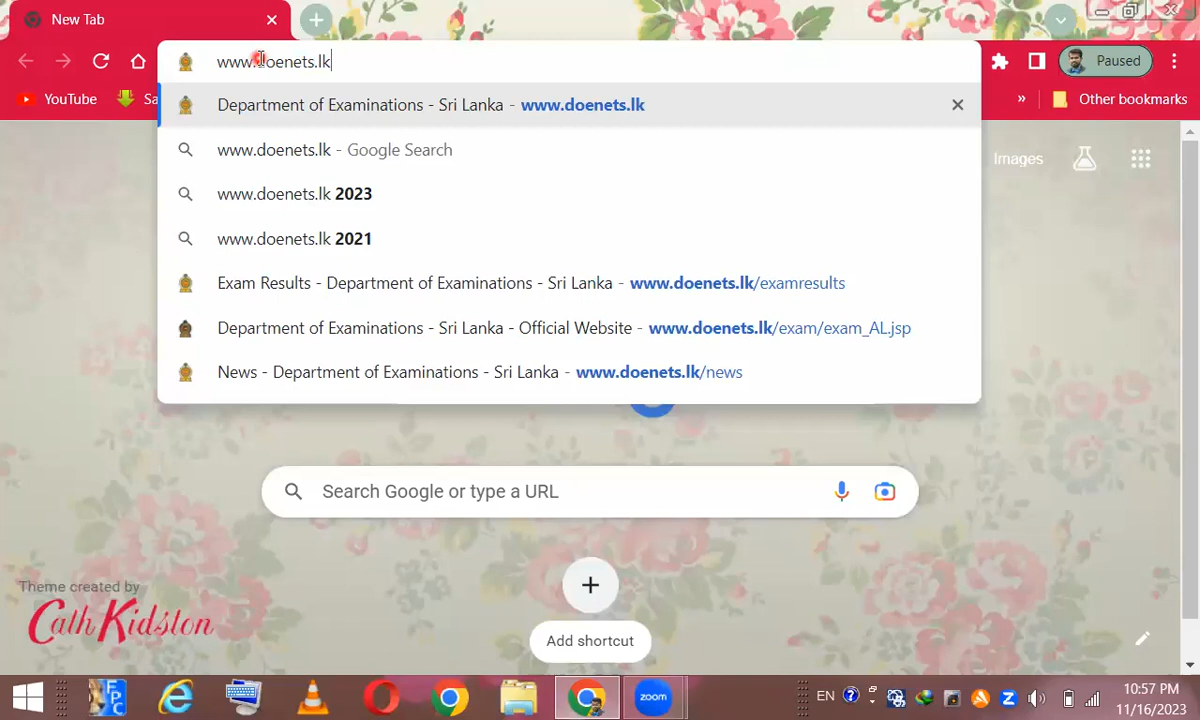 New Tab
www.doenets.lk
Paused
YouTube
Sa
»
Other bookmarks
Department of Examinations - Sri Lanka - www.doenets.lk
www.doenets.lk - Google Search
www.doenets.lk 2023
www.doenets.lk 2021
Exam Results - Department of Examinations - Sri Lanka - www.doenets.lk/examresults
Department of Examinations - Sri Lanka - Official Website - www.doenets.lk/exam/exam_AL.jsp
News - Department of Examinations - Sri Lanka - www.doenets.lk/news
Images
Search Google or type a URL
Add shortcut
Theme created by
Cath Kidston
FPC
zoom
EN
10:57 PM
11/16/2023